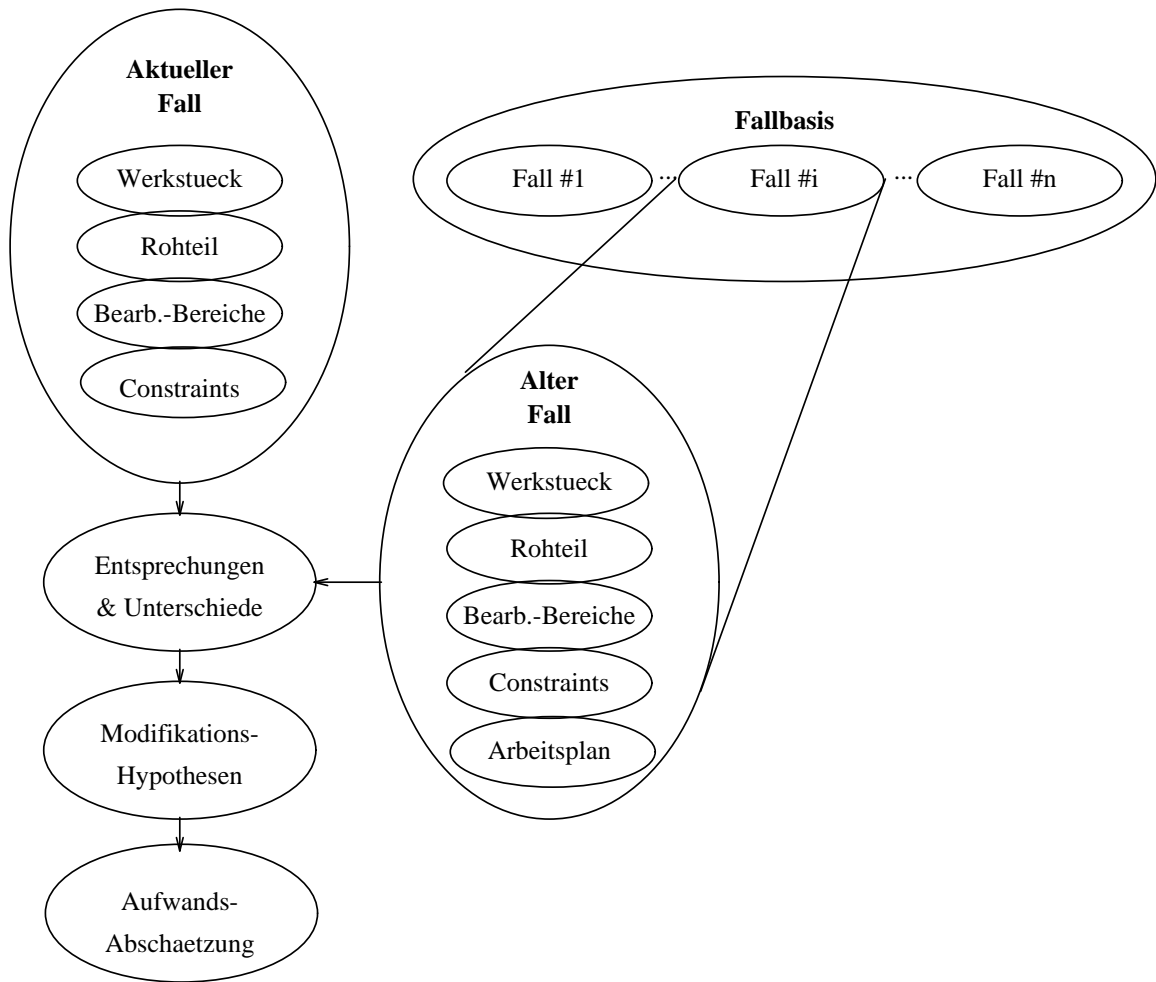 Aktueller
Fall
Werkstueck
Rohteil
Bearb.-Bereiche
Constraints
Fallbasis
Fall #1 ... Fall #i ... Fall #n
Alter
Fall
Werkstueck
Rohteil
Bearb.-Bereiche
Constraints
Arbeitsplan
Entsprechungen
& Unterschiede
Modifikations-
Hypothesen
Aufwands-
Abschaetzung